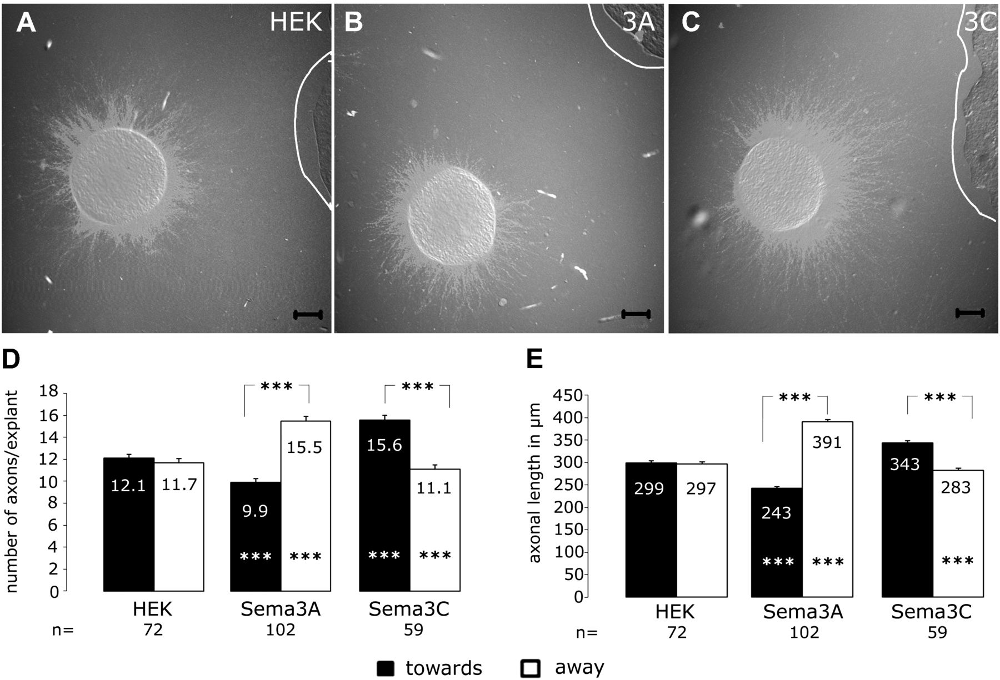 A HEK
B 3A
C 3C
D
number of axons/explant
18
16
14
12
10
8
6
4
2
0
***
***
12.1 11.7
9.9 15.5
15.6 11.1
*** ***
*** ***
HEK Sema3A Sema3C
n= 72 102 59
E
axonal length in µm
450
400
350
300
250
200
150
100
50
0
***
***
299 297
243 391
343 283
*** ***
***
HEK Sema3A Sema3C
n= 72 102 59
towards away